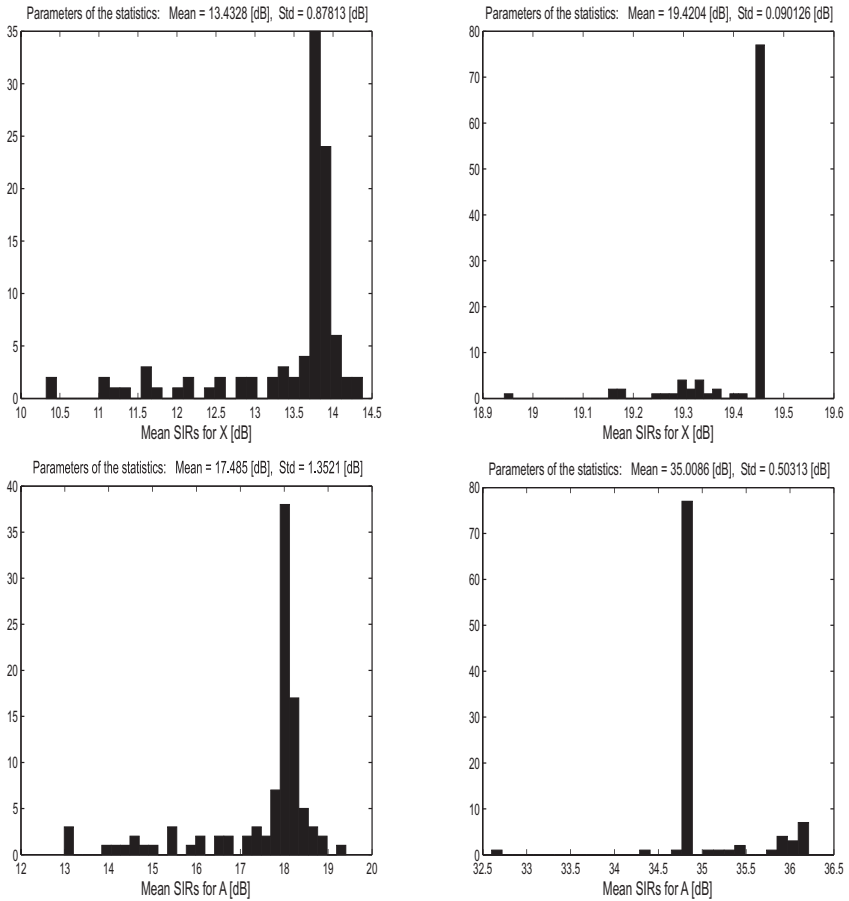 Parameters of the statistics: Mean = 13.4328 [dB], Std = 0.87813 [dB]
35
30
25
20
15
10
5
0
10 10.5 11 11.5 12 12.5 13 13.5 14 14.5
Mean SIRs for X [dB]
Parameters of the statistics: Mean = 19.4204 [dB], Std = 0.090126 [dB]
80
70
60
50
40
30
20
10
0
18.9 19 19.1 19.2 19.3 19.4 19.5 19.6
Mean SIRs for X [dB]
Parameters of the statistics: Mean = 17.485 [dB], Std = 1.3521 [dB]
40
35
30
25
20
15
10
5
0
12 13 14 15 16 17 18 19 20
Mean SIRs for A [dB]
Parameters of the statistics: Mean = 35.0086 [dB], Std = 0.50313 [dB]
80
70
60
50
40
30
20
10
0
32.5 33 33.5 34 34.5 35 35.5 36 36.5
Mean SIRs for A [dB]